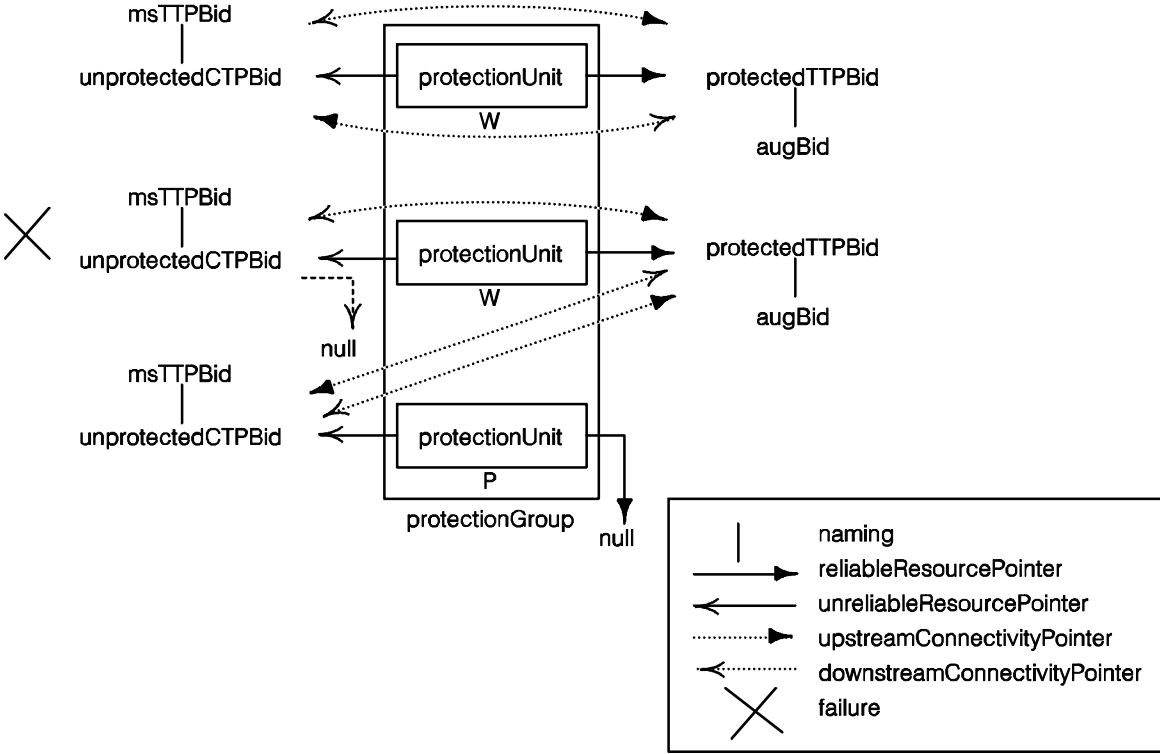 msTTPBid
unprotectedCTPBid
protectionUnit
protectedTTPBid
W
augBid
msTTPBid
unprotectedCTPBid
protectionUnit
protectedTTPBid
W
augBid
null
msTTPBid
unprotectedCTPBid
protectionUnit
P
protectionGroup
null
naming
reliableResourcePointer
unreliableResourcePointer
upstreamConnectivityPointer
downstreamConnectivityPointer
failure